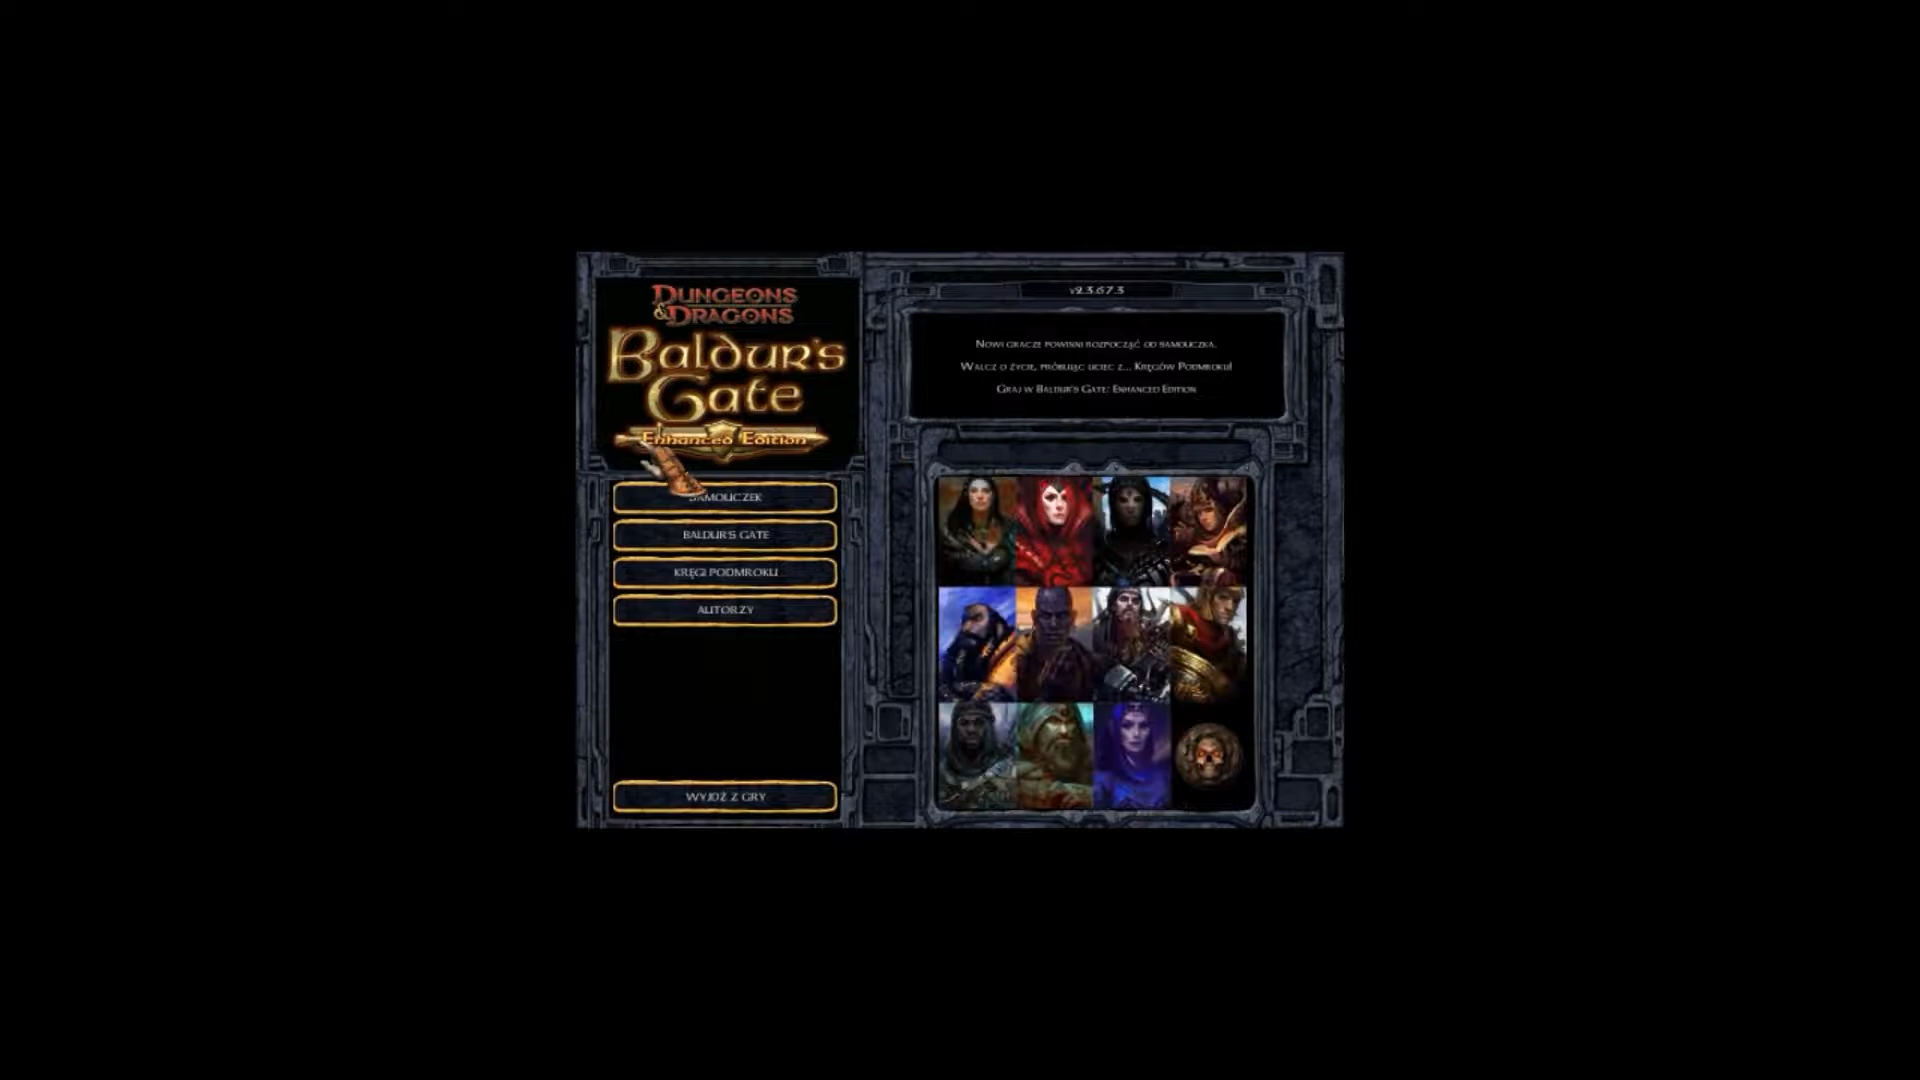 DUNGEONS
& DRAGONS
Baldur's
Gate
Enhanced Edition
v2.3.67.3
Nowi gracze powinni rozpocząć od samouczka.
Walcz o życie, próbując uciec z... Kręgów Podmroku!
Graj w Baldur's Gate: Enhanced Edition
SAMOUCZEK
BALDUR'S GATE
KRĘGI PODMROKU
AUTORZY
WYJDŹ Z GRY